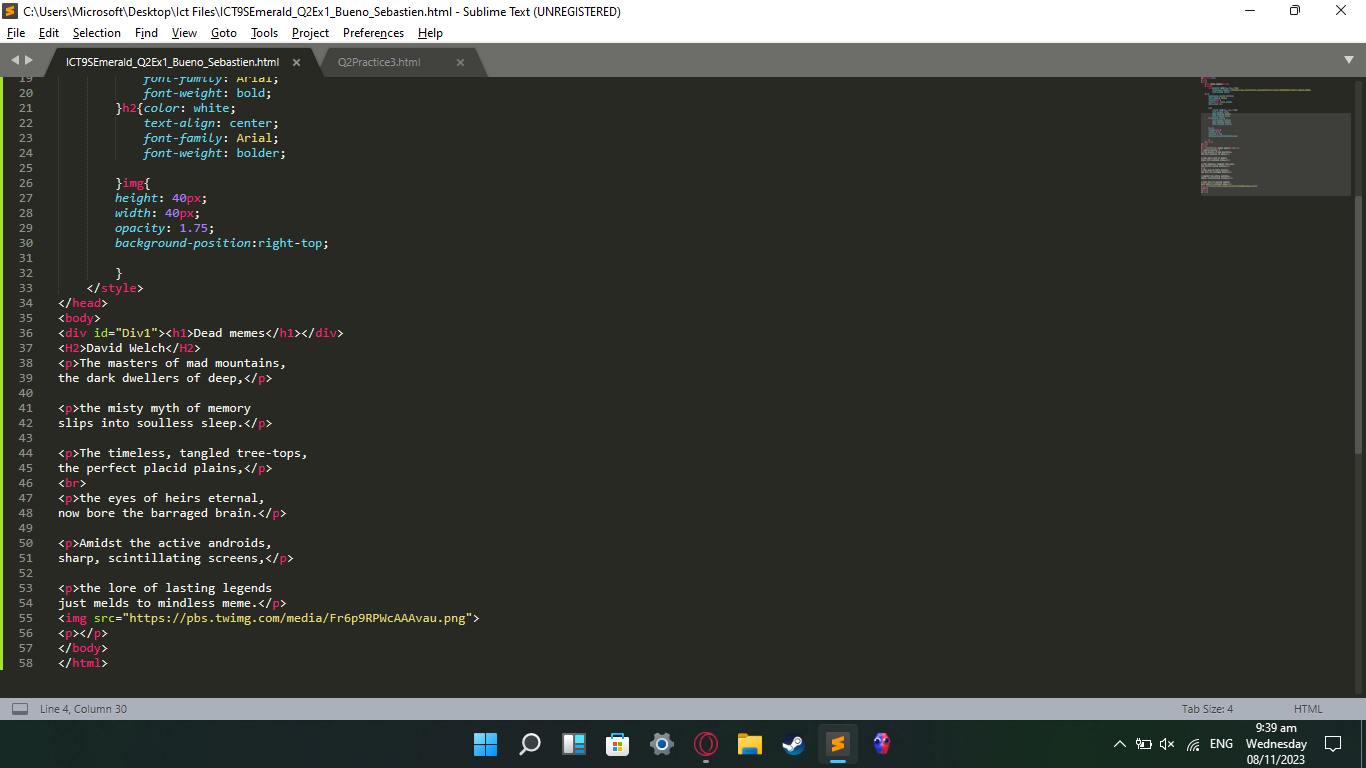 C:\Users\Microsoft\Desktop\Ict Files\ICT9SEmerald_Q2Ex1_Bueno_Sebastien.html - Sublime Text (UNREGISTERED)
File Edit Selection Find View Goto Tools Project Preferences Help
ICT9SEmerald_Q2Ex1_Bueno_Sebastien.html × Q2Practice3.html ×
19 font-family: Arial;
20 font-weight: bold;
21 }h2{color: white;
22 text-align: center;
23 font-family: Arial;
24 font-weight: bolder;
25
26 }img{
27 height: 40px;
28 width: 40px;
29 opacity: 1.75;
30 background-position:right-top;
31
32 }
33 </style>
34 </head>
35 <body>
36 <div id="Div1"><h1>Dead memes</h1></div>
37 <H2>David Welch</H2>
38 <p>The masters of mad mountains,
39 the dark dwellers of deep,</p>
40
41 <p>the misty myth of memory
42 slips into soulless sleep.</p>
43
44 <p>The timeless, tangled tree-tops,
45 the perfect placid plains,</p>
46 <br>
47 <p>the eyes of heirs eternal,
48 now bore the barraged brain.</p>
49
50 <p>Amidst the active androids,
51 sharp, scintillating screens,</p>
52
53 <p>the lore of lasting legends
54 just melds to mindless meme.</p>
55 <img src="https://pbs.twimg.com/media/Fr6p9RPWcAAAvau.png">
56 <p></p>
57 </body>
58 </html>
Line 4, Column 30 Tab Size: 4 HTML
ENG
9:39 am
Wednesday
08/11/2023